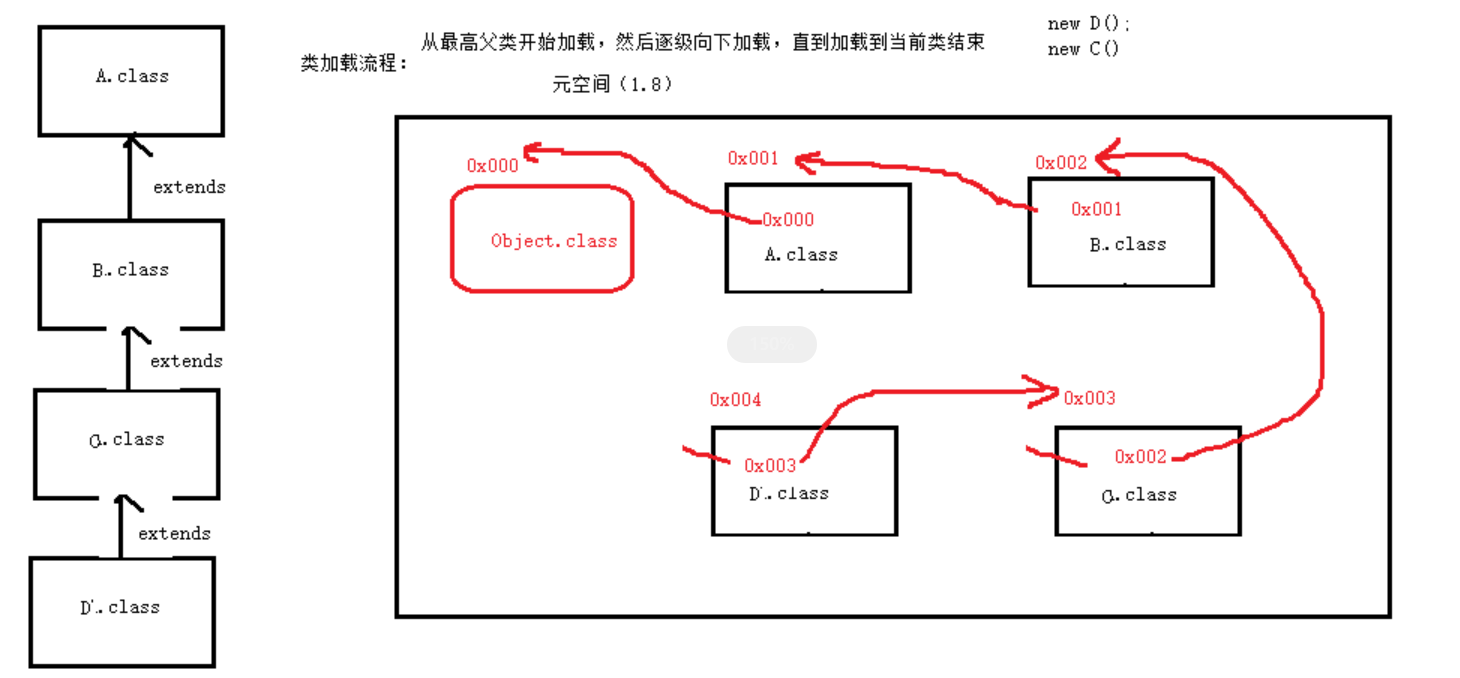 A.class
extends
B.class
extends
C.class
extends
D.class
类加载流程：
从最高父类开始加载，然后逐级向下加载，直到加载到当前类结束
元空间（1.8）
new D();
new C()
0x000
Object.class
0x001
0x000
A.class
0x002
0x001
B.class
0x004
0x003
D.class
0x003
0x002
C.class